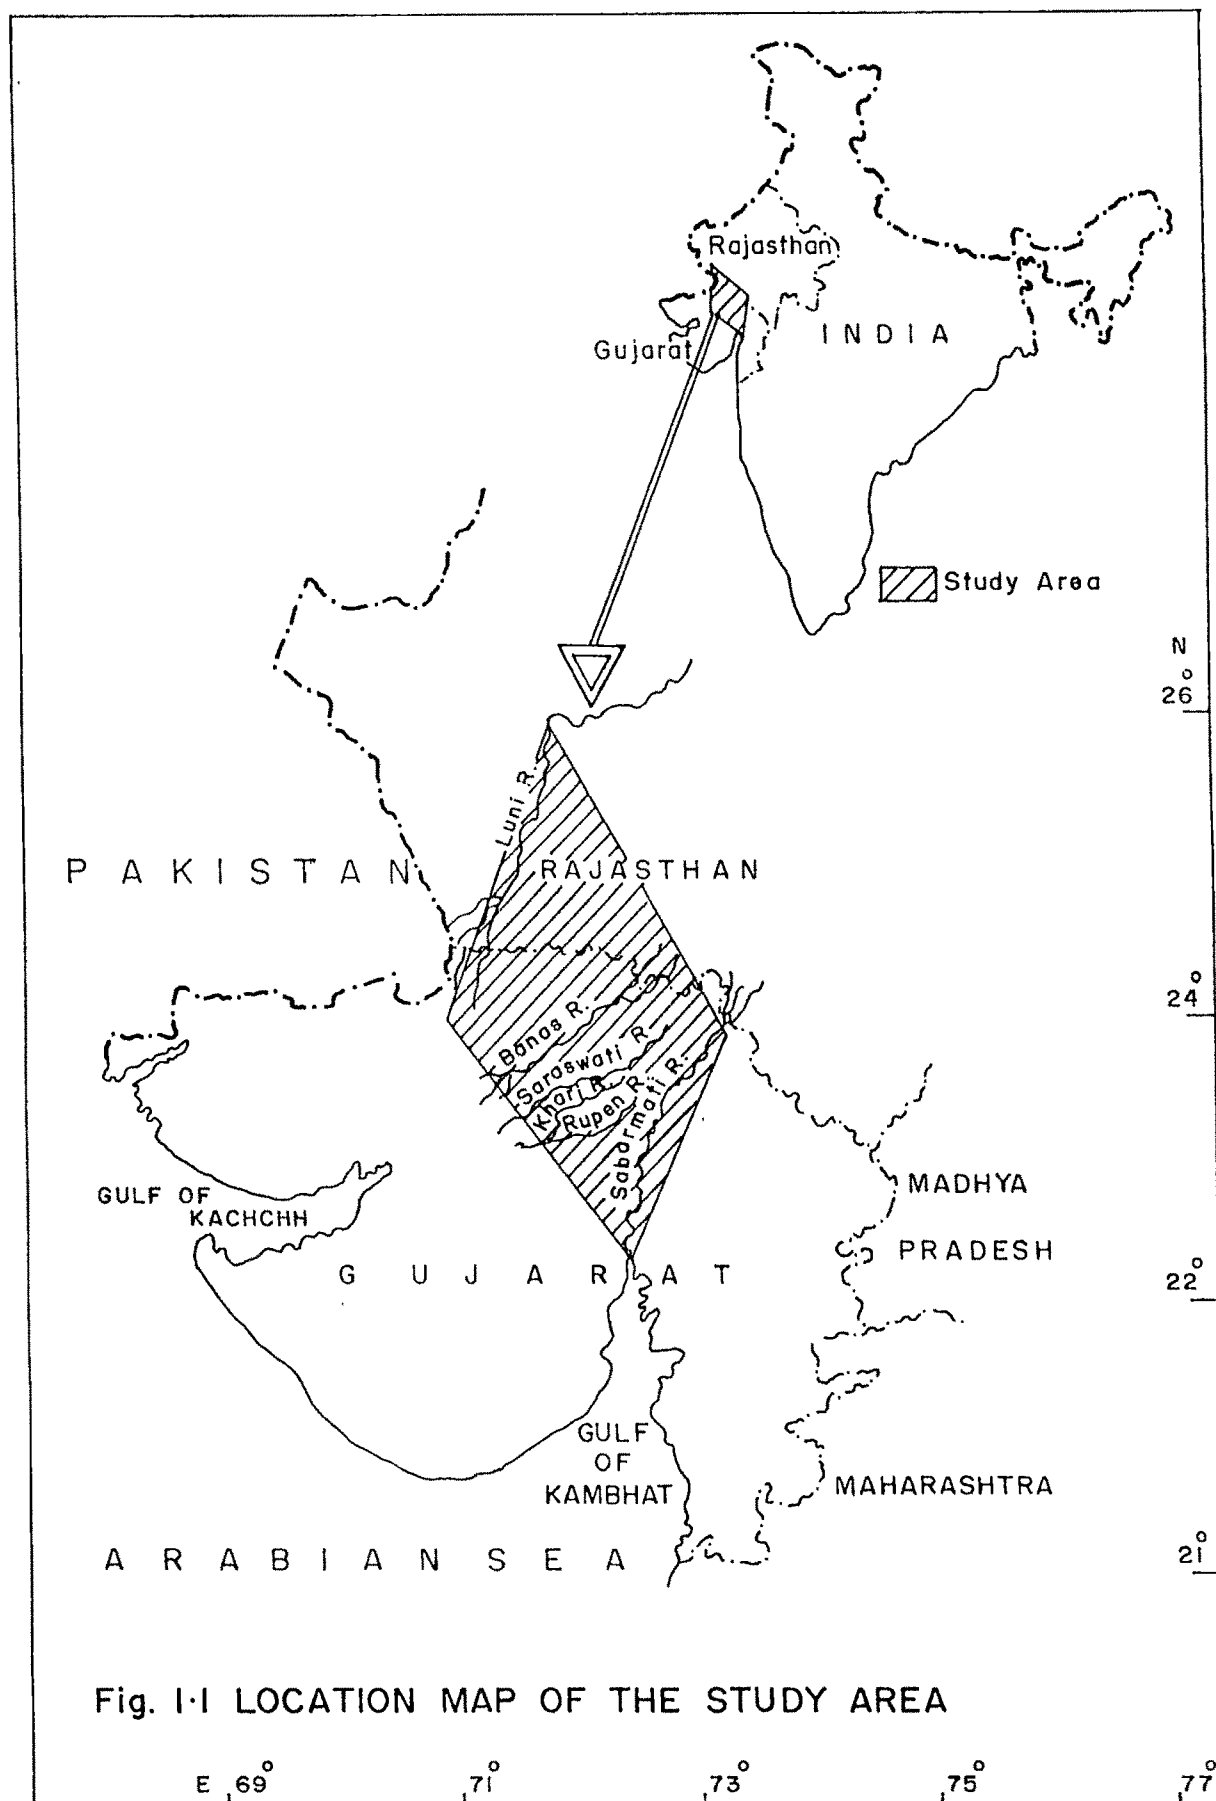 Rajasthan
INDIA
Gujarat
Study Area
N
26°
Luni R.
PAKISTAN
RAJASTHAN
24°
Banas R.
Saraswati R.
Khari R.
Rupen R.
Sabarmati R.
GULF OF
KACHCHH
MADHYA
PRADESH
GUJARAT
22°
GULF
OF
KAMBHAT
MAHARASHTRA
ARABIAN SEA
21°
Fig. 1·1 LOCATION MAP OF THE STUDY AREA
E 69° 71° 73° 75° 77°